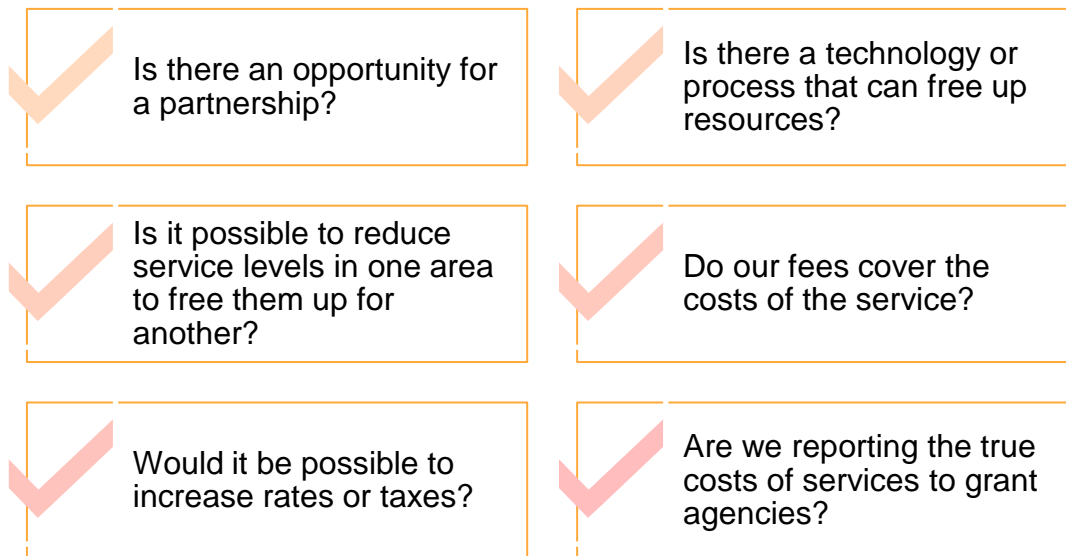 Is there an opportunity for
a partnership?
Is there a technology or
process that can free up
resources?
Is it possible to reduce
service levels in one area
to free them up for
another?
Do our fees cover the
costs of the service?
Would it be possible to
increase rates or taxes?
Are we reporting the true
costs of services to grant
agencies?